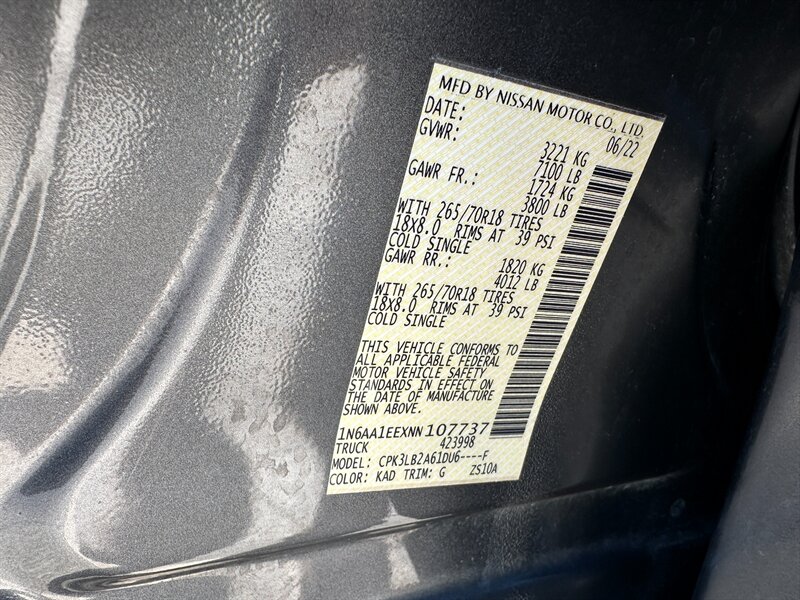 MFD BY NISSAN MOTOR CO., LTD.
DATE: 06/22
GVWR: 3221 KG
7100 LB
GAWR FR.: 1724 KG
3800 LB
WITH 265/70R18 TIRES
18X8.0 RIMS AT 39 PSI
COLD SINGLE
GAWR RR.: 1820 KG
4012 LB
WITH 265/70R18 TIRES
18X8.0 RIMS AT 39 PSI
COLD SINGLE
THIS VEHICLE CONFORMS TO
ALL APPLICABLE FEDERAL
MOTOR VEHICLE SAFETY
STANDARDS IN EFFECT ON
THE DATE OF MANUFACTURE
SHOWN ABOVE.
1N6AA1EEXNN107737
TRUCK 423998
MODEL: CPK3LB2A61DU6----F
COLOR: KAD TRIM: G ZS10A